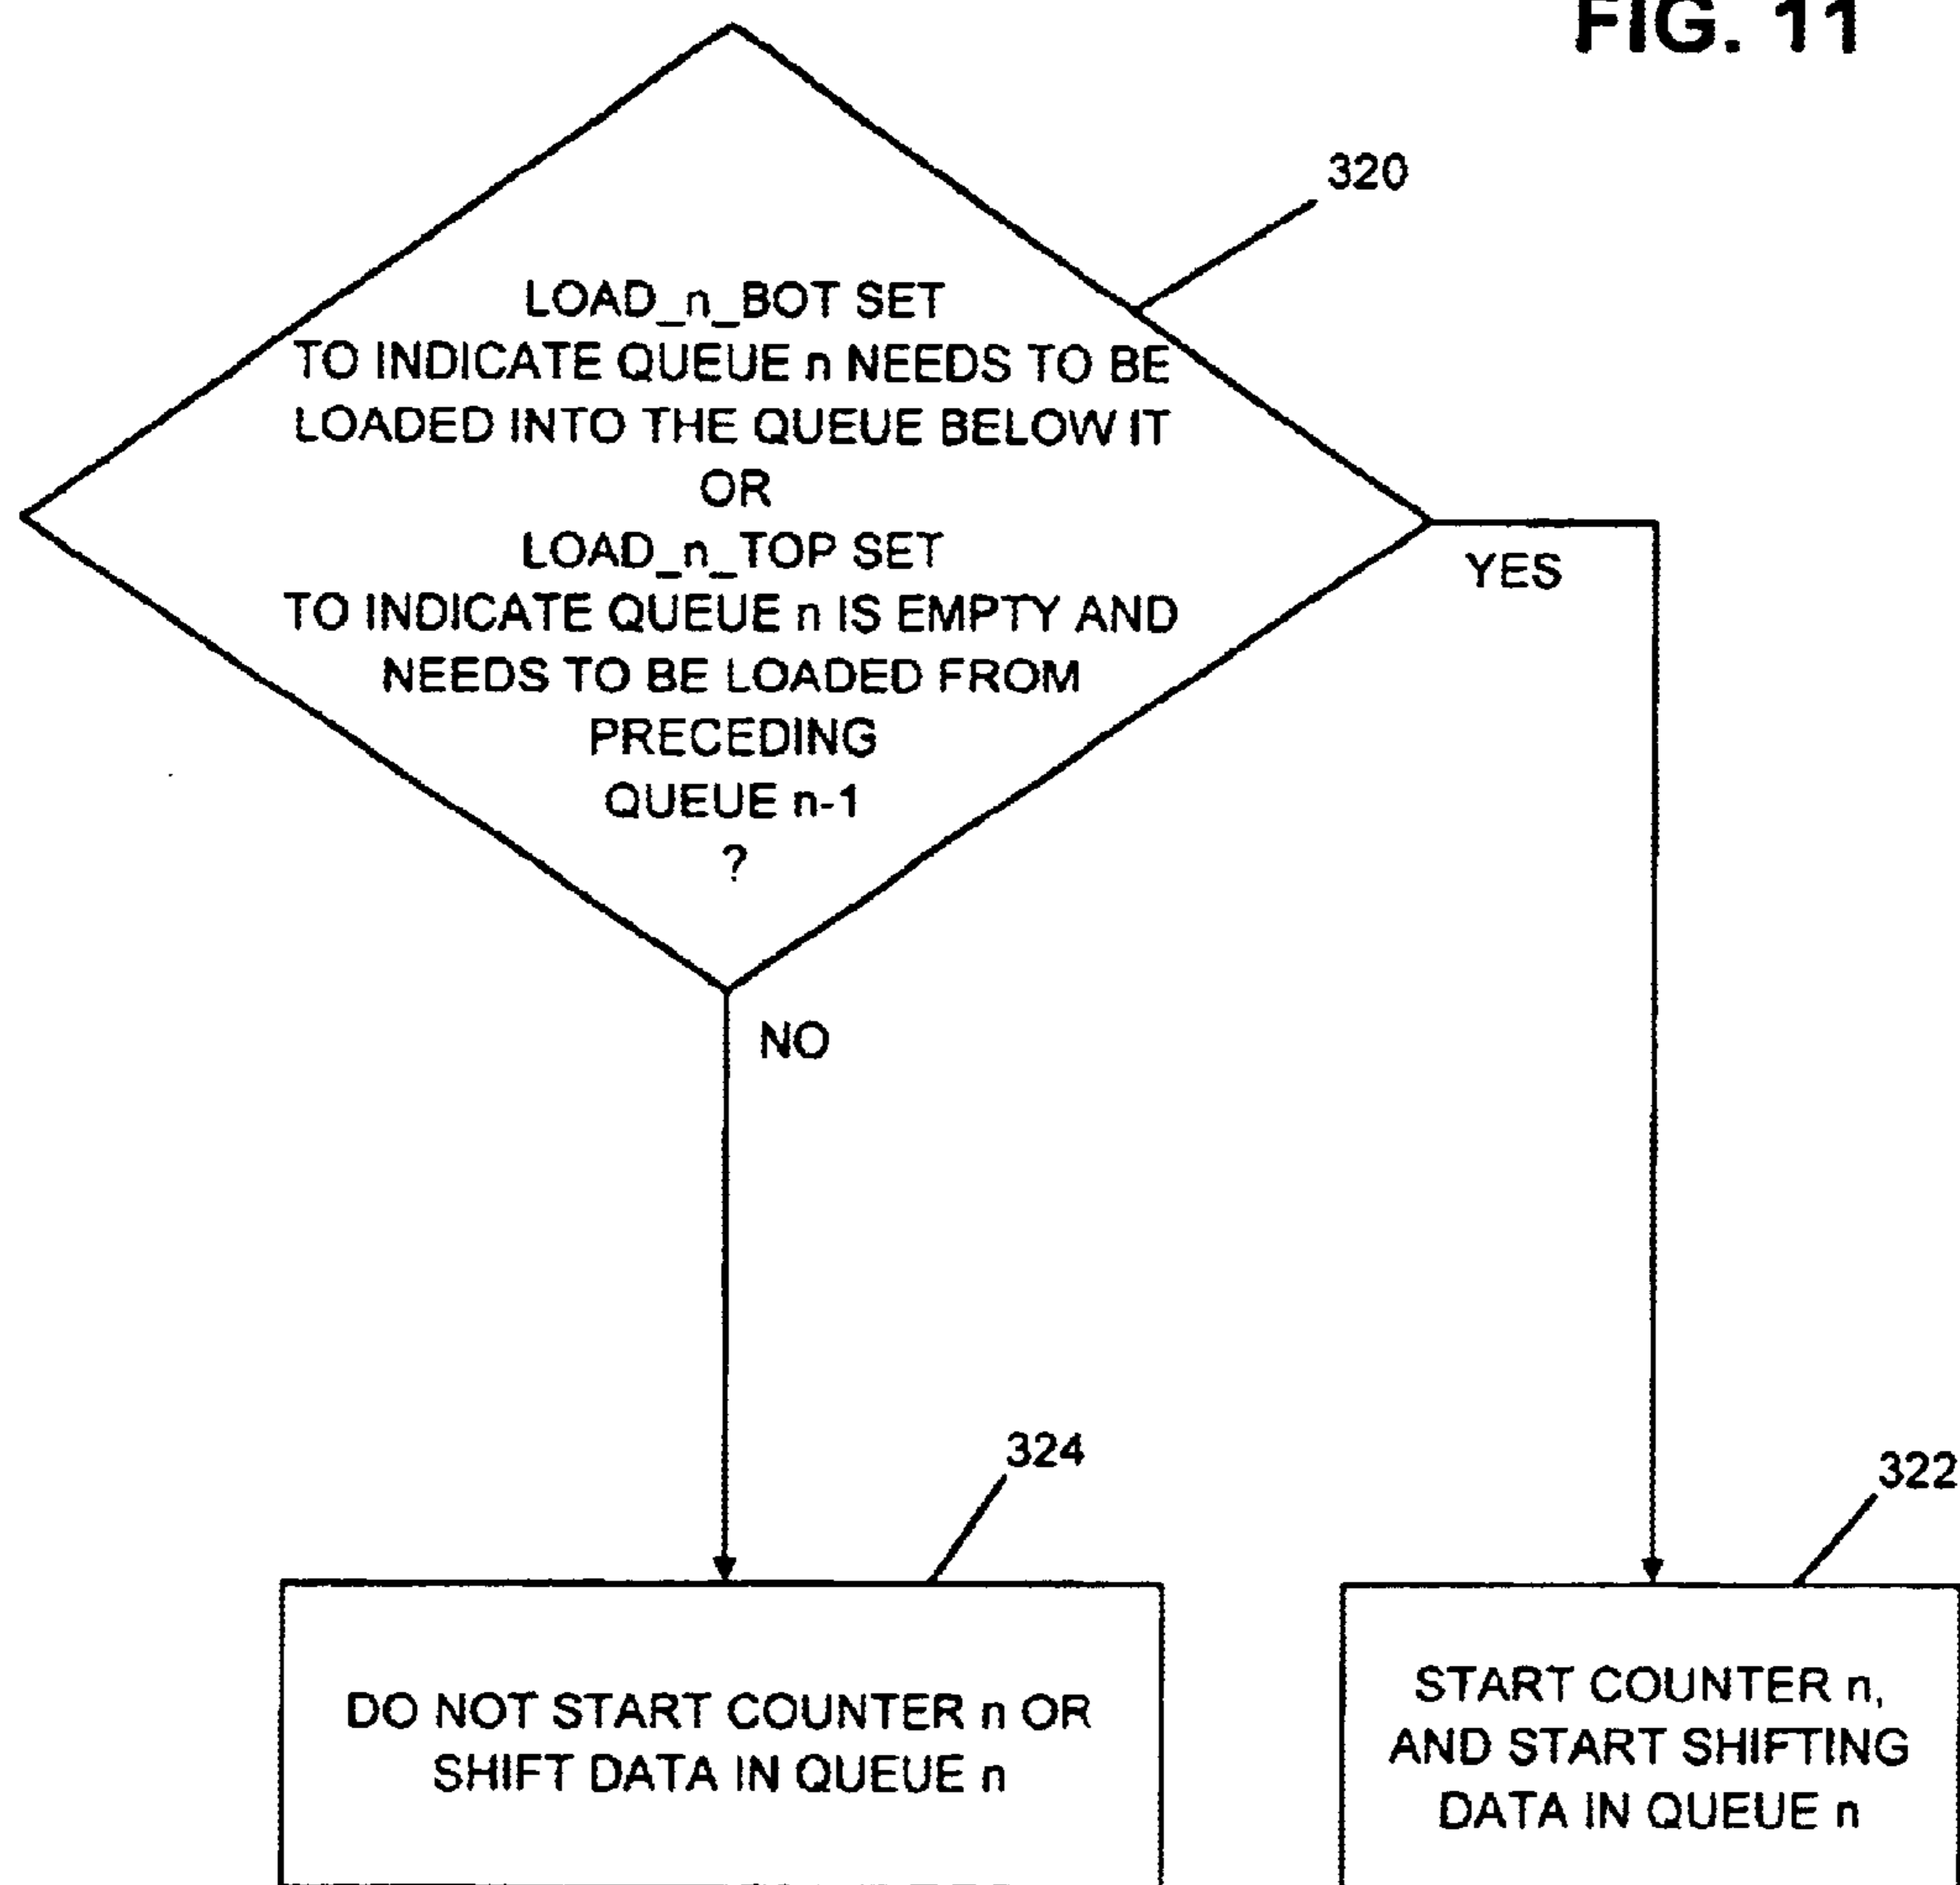 FIG. 11
320
LOAD_n_BOT SET
TO INDICATE QUEUE n NEEDS TO BE
LOADED INTO THE QUEUE BELOW IT
OR
LOAD_n_TOP SET
TO INDICATE QUEUE n IS EMPTY AND
NEEDS TO BE LOADED FROM
PRECEDING
QUEUE n-1
?
YES
NO
324
322
DO NOT START COUNTER n OR
SHIFT DATA IN QUEUE n
START COUNTER n,
AND START SHIFTING
DATA IN QUEUE n